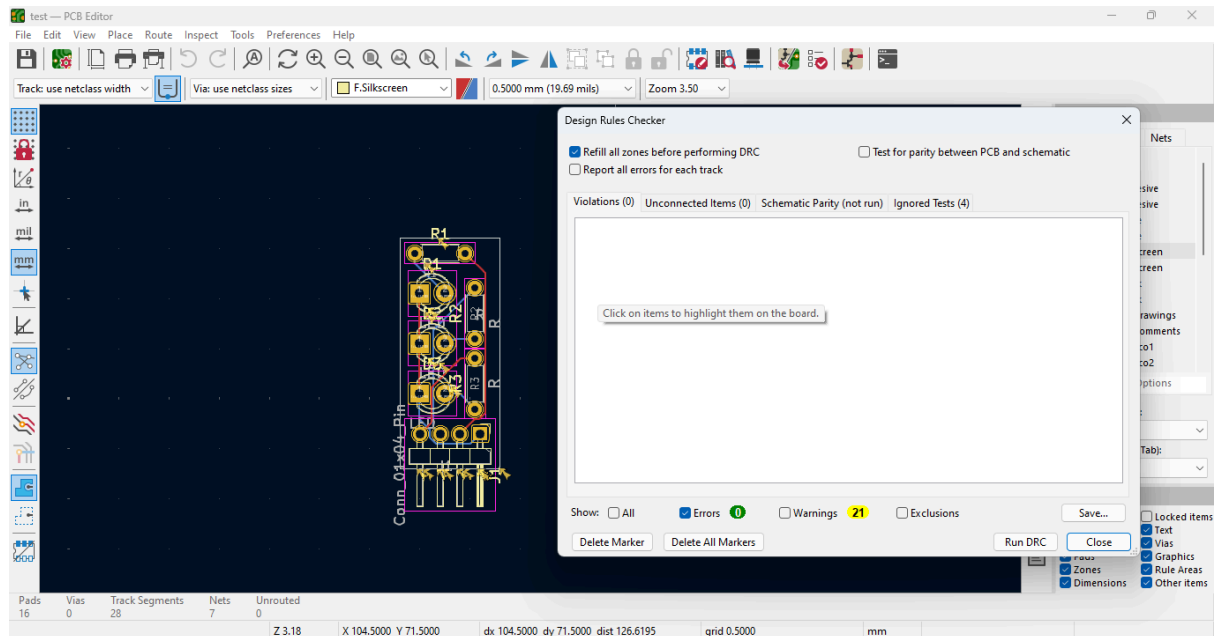 test — PCB Editor
File Edit View Place Route Inspect Tools Preferences Help
Track: use netclass width Via: use netclass sizes F.Silkscreen 0.5000 mm (19.69 mils) Zoom 3.50
in
mil
mm
R1
R2
R
R3
R3
R
Conn_01x04_Pin
J1
Design Rules Checker
Refill all zones before performing DRC Test for parity between PCB and schematic
Report all errors for each track
Violations (0) Unconnected Items (0) Schematic Parity (not run) Ignored Tests (4)
Click on items to highlight them on the board.
Show: All Errors 0 Warnings 21 Exclusions Save...
Delete Marker Delete All Markers Run DRC Close
Nets
Tab):
Locked items
Text
Vias
Pads Graphics
Zones Rule Areas
Dimensions Other items
Pads Vias Track Segments Nets Unrouted
16 0 28 7 0
Z 3.18 X 104.5000 Y 71.5000 dx 104.5000 dy 71.5000 dist 126.6195 grid 0.5000 mm